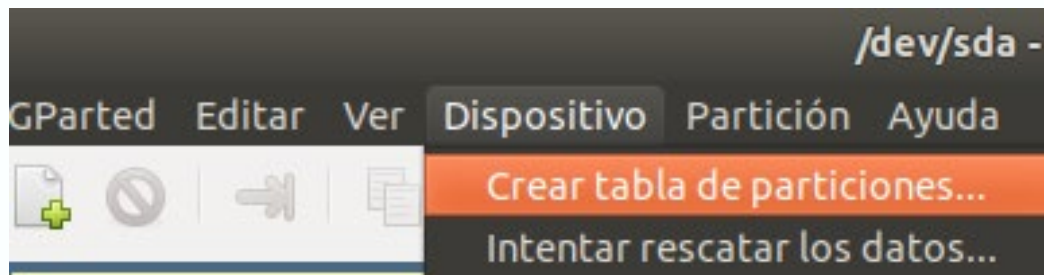 /dev/sda -
GParted Editar Ver Dispositivo Partición Ayuda
Crear tabla de particiones...
Intentar rescatar los datos...